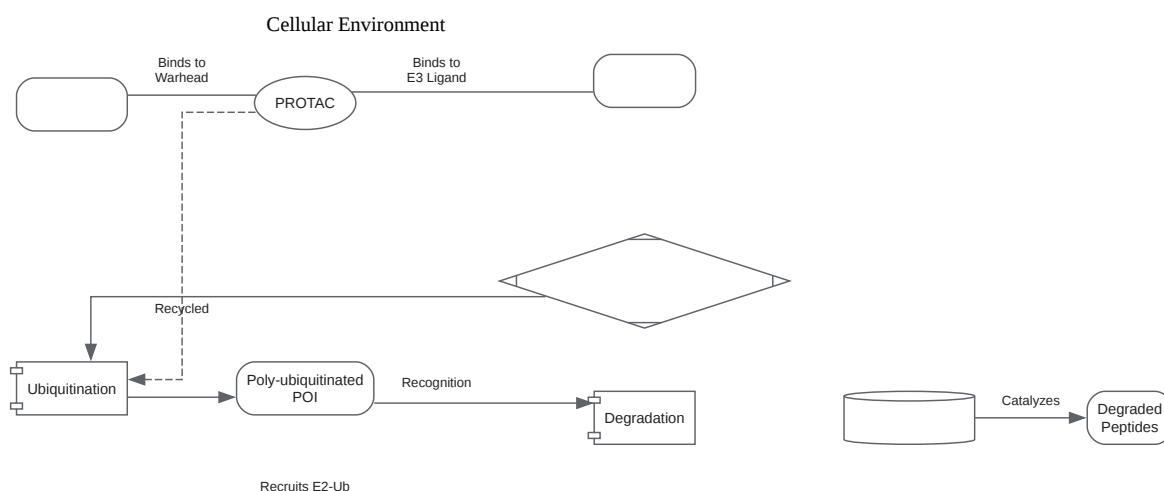 Cellular Environment
Binds to
Warhead
Binds to
E3 Ligand
PROTAC
Recycled
Ubiquitination
Poly-ubiquitinated
POI
Recognition
Degradation
Catalyzes
Degraded
Peptides
Recruits E2-Ub